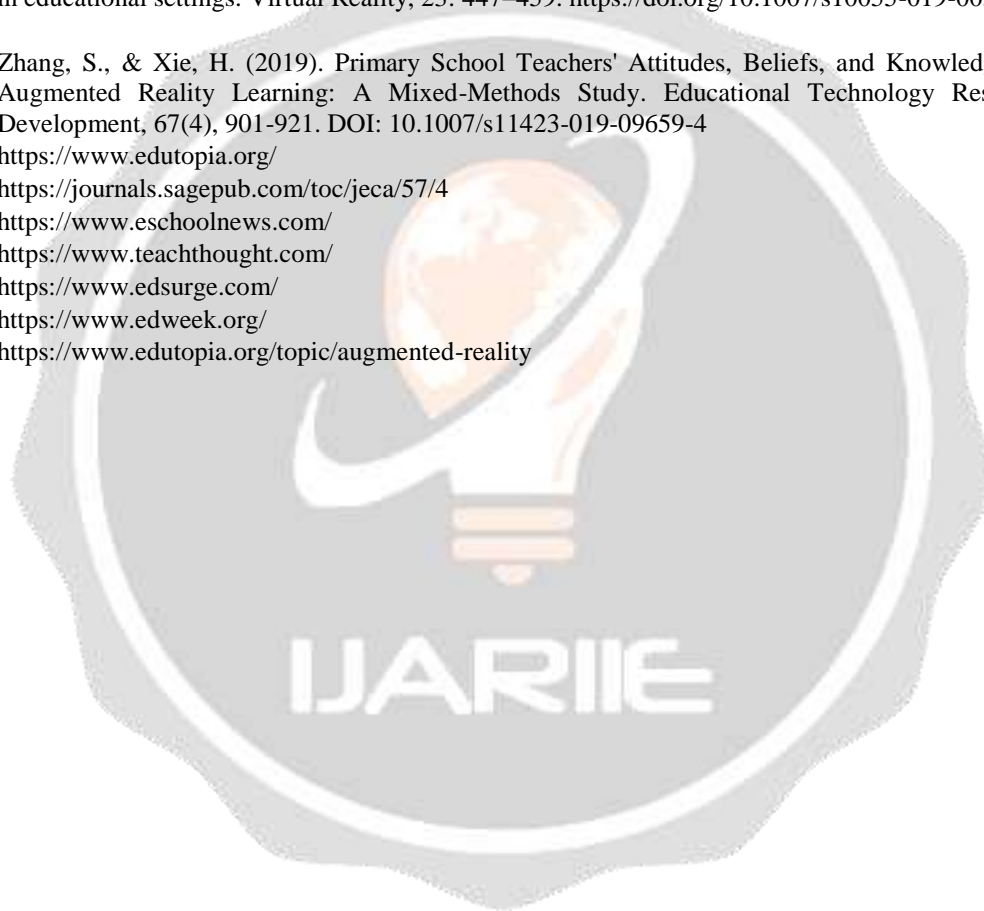 in educational settings. Virtual Reality, 23: 447–459. https://doi.org/10.1007/s10055-019-00
Zhang, S., & Xie, H. (2019). Primary School Teachers' Attitudes, Beliefs, and Knowled
Augmented Reality Learning: A Mixed-Methods Study. Educational Technology Res
Development, 67(4), 901-921. DOI: 10.1007/s11423-019-09659-4
https://www.edutopia.org/
https://journals.sagepub.com/toc/jeca/57/4
https://www.eschoolnews.com/
https://www.teachthought.com/
https://www.edsurge.com/
https://www.edweek.org/
https://www.edutopia.org/topic/augmented-reality
IJARIIE